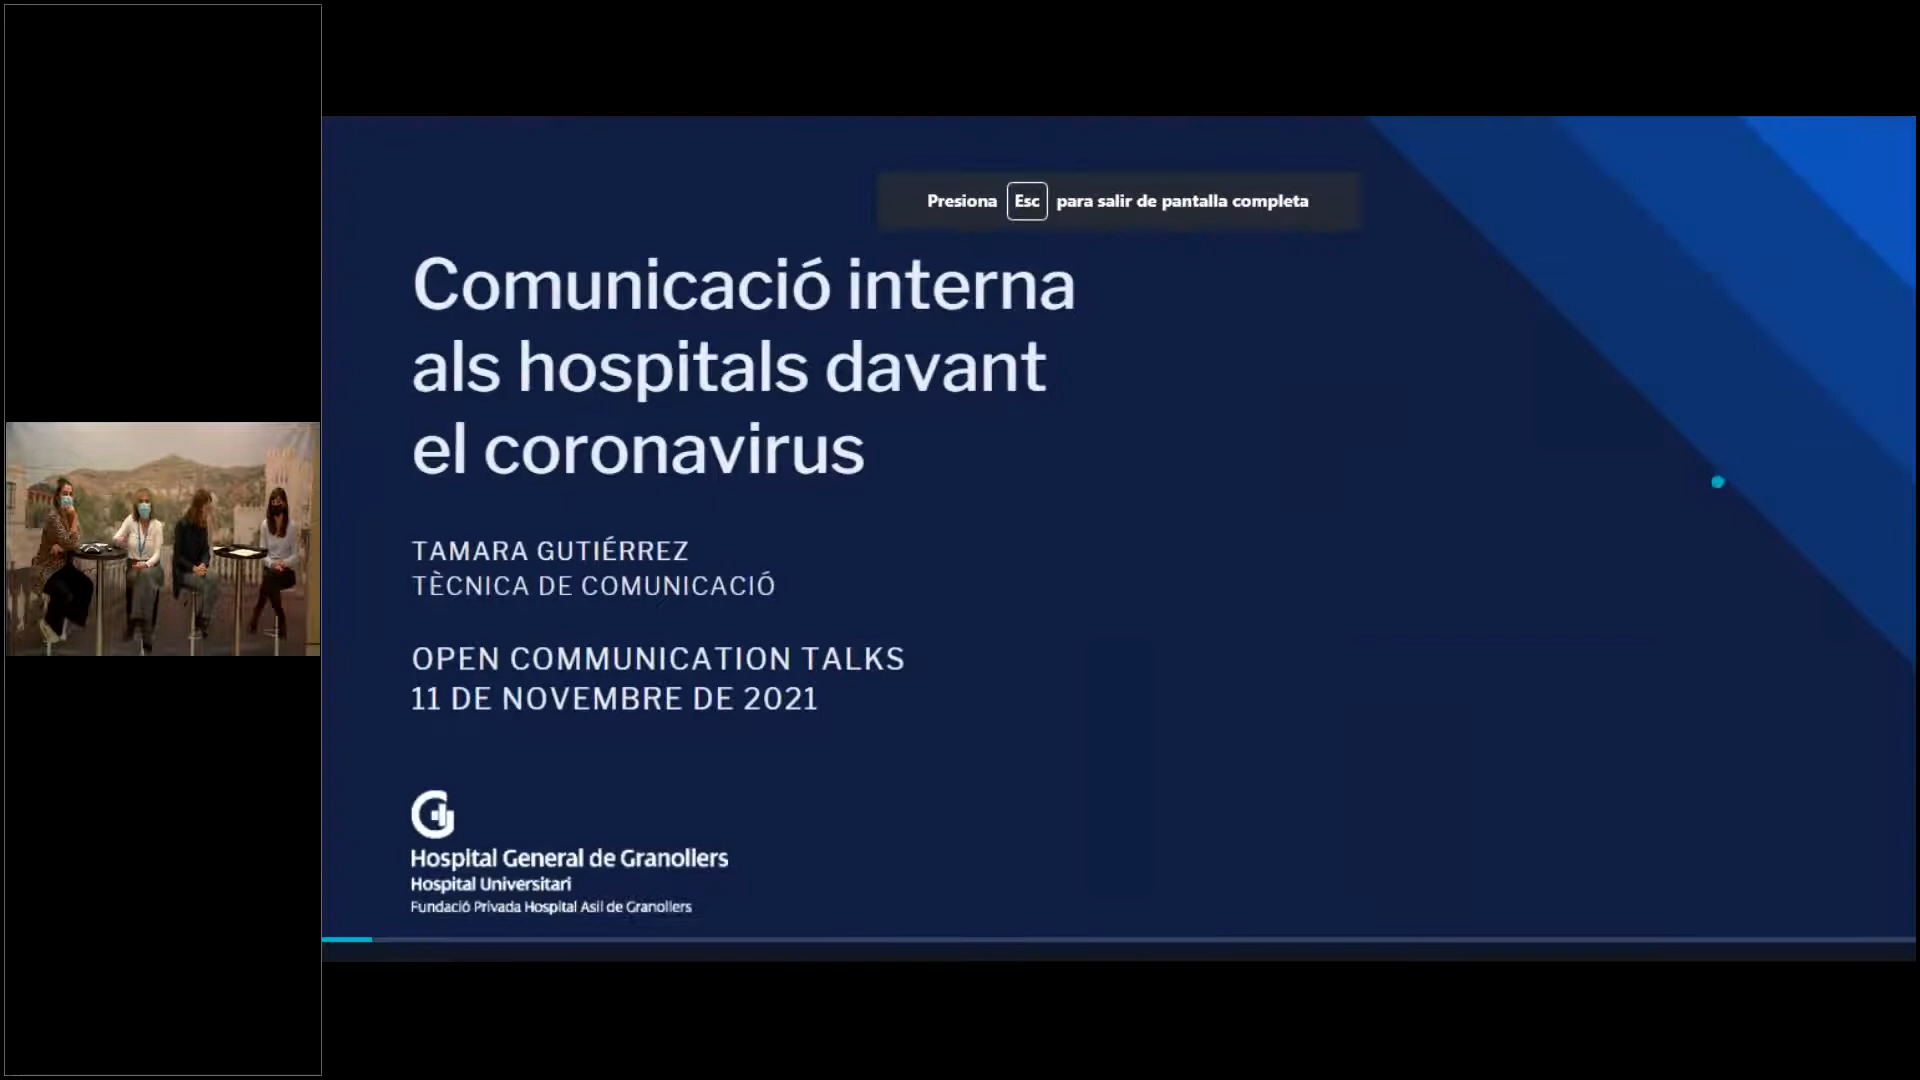 Presiona Esc para salir de pantalla completa
Comunicació interna
als hospitals davant
el coronavirus
TAMARA GUTIÉRREZ
TÈCNICA DE COMUNICACIÓ
OPEN COMMUNICATION TALKS
11 DE NOVEMBRE DE 2021
Hospital General de Granollers
Hospital Universitari
Fundació Privada Hospital Asil de Granollers